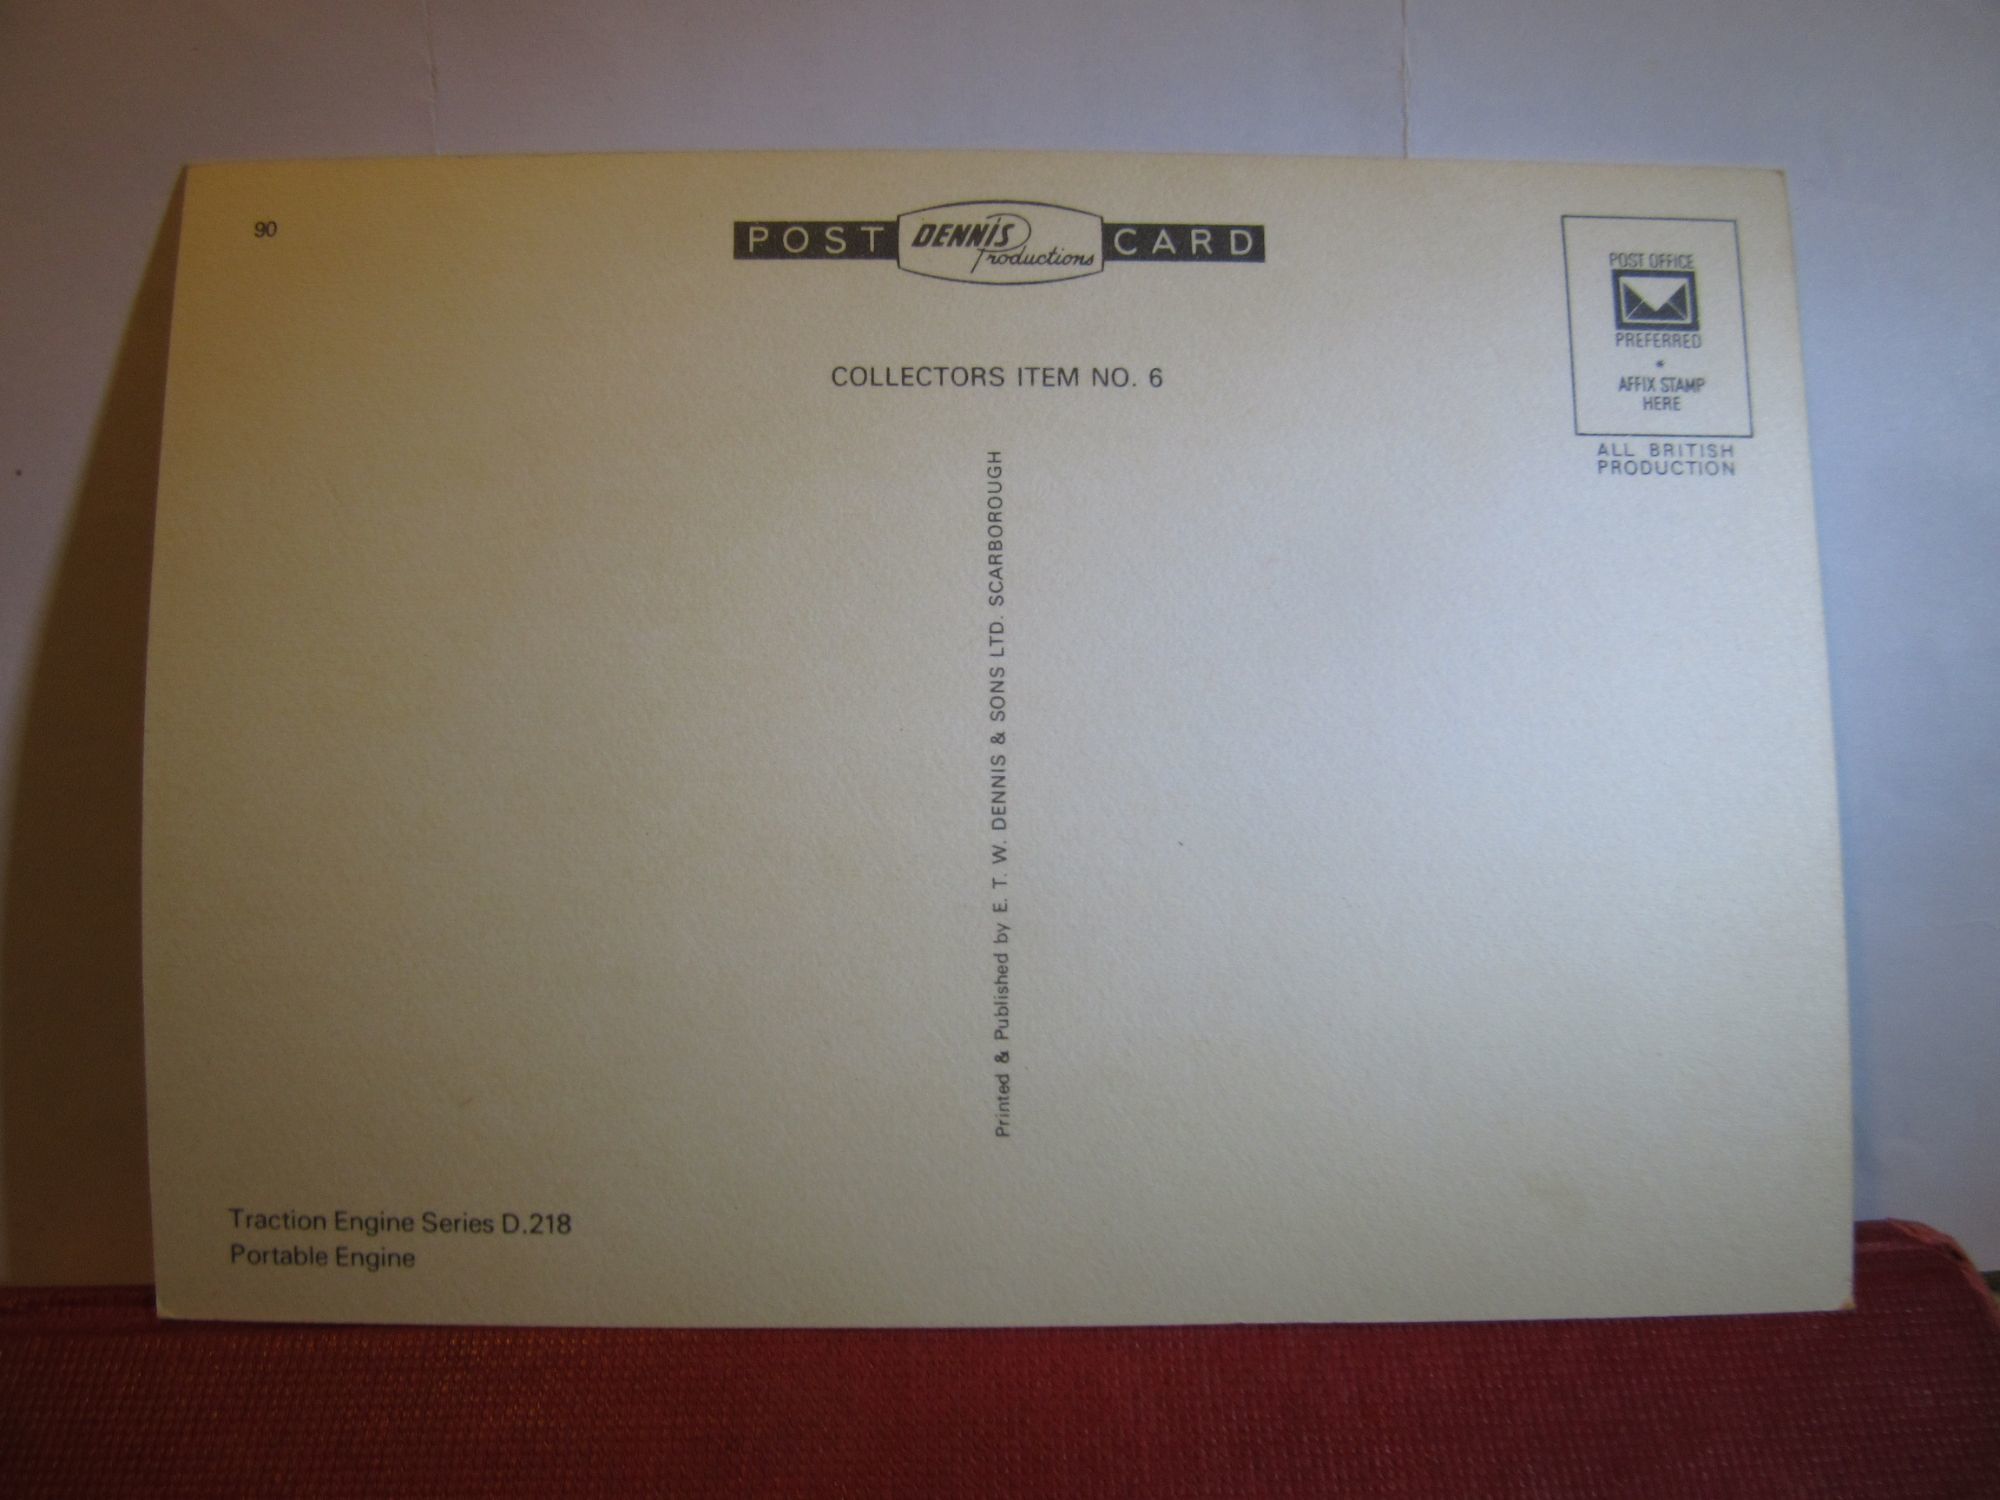 90
POST DENNIS Productions CARD
COLLECTORS ITEM NO. 6
POST OFFICE
PREFERRED
*
AFFIX STAMP
HERE
ALL BRITISH
PRODUCTION
Printed & Published by E. T. W. DENNIS & SONS LTD. SCARBOROUGH
Traction Engine Series D.218
Portable Engine